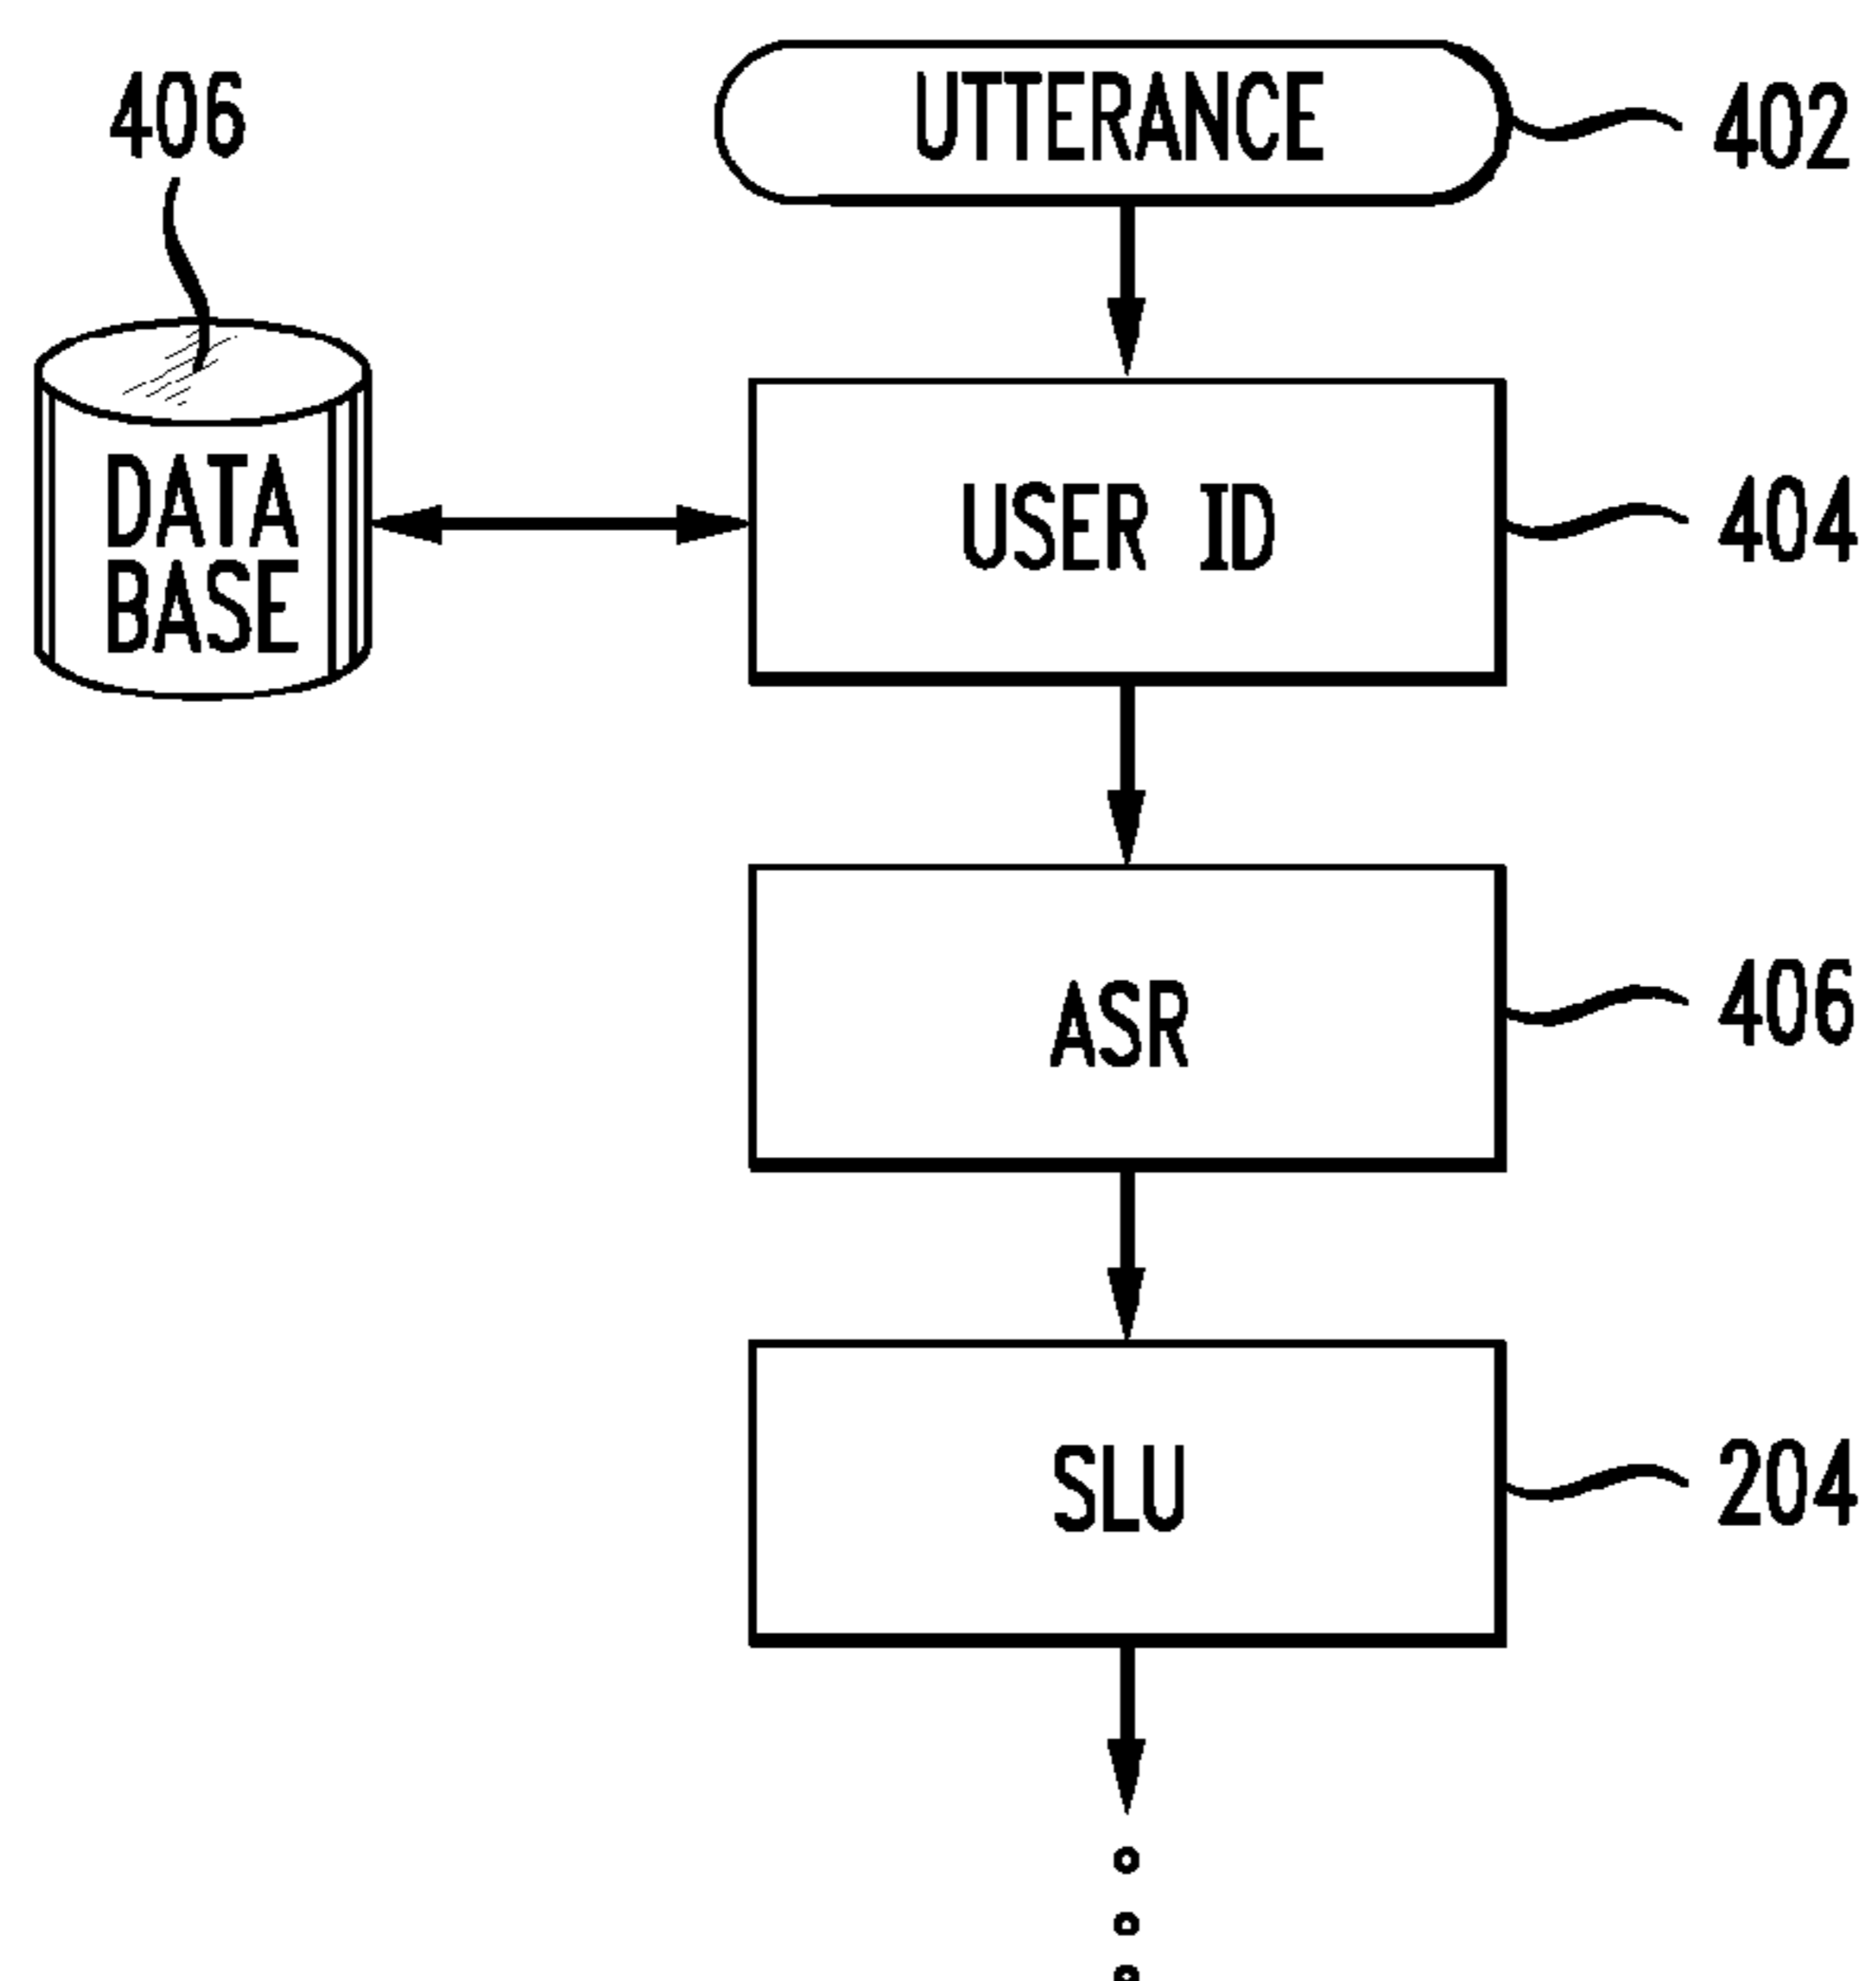 406
UTTERANCE
402
DATA
BASE
USER ID
404
ASR
406
SLU
204